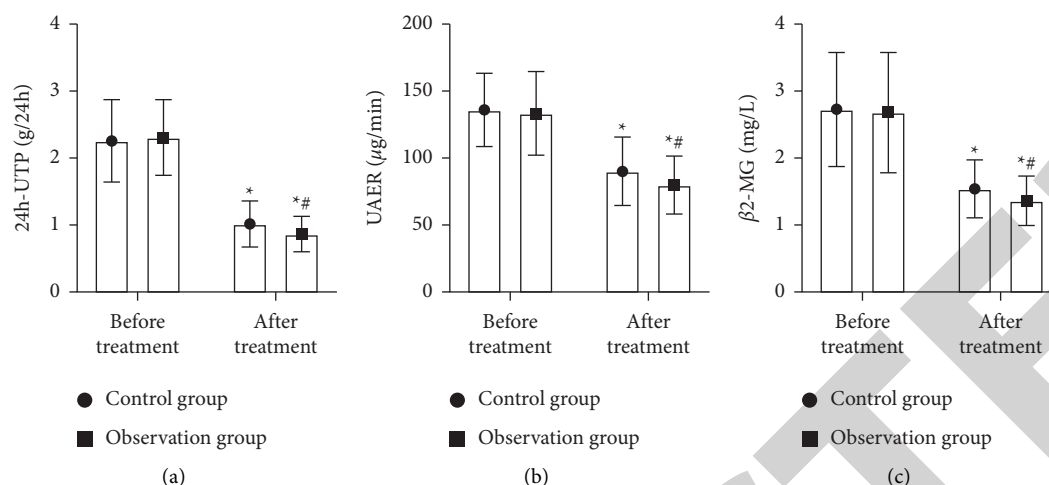 24h-UTP (g/24h)
4
3
2
1
0
*
*#
Before
treatment
After
treatment
Control group
Observation group
(a)
UAER (µg/min)
200
150
100
50
0
*
*#
Before
treatment
After
treatment
Control group
Observation group
(b)
β2-MG (mg/L)
4
3
2
1
0
*
*#
Before
treatment
After
treatment
Control group
Observation group
(c)